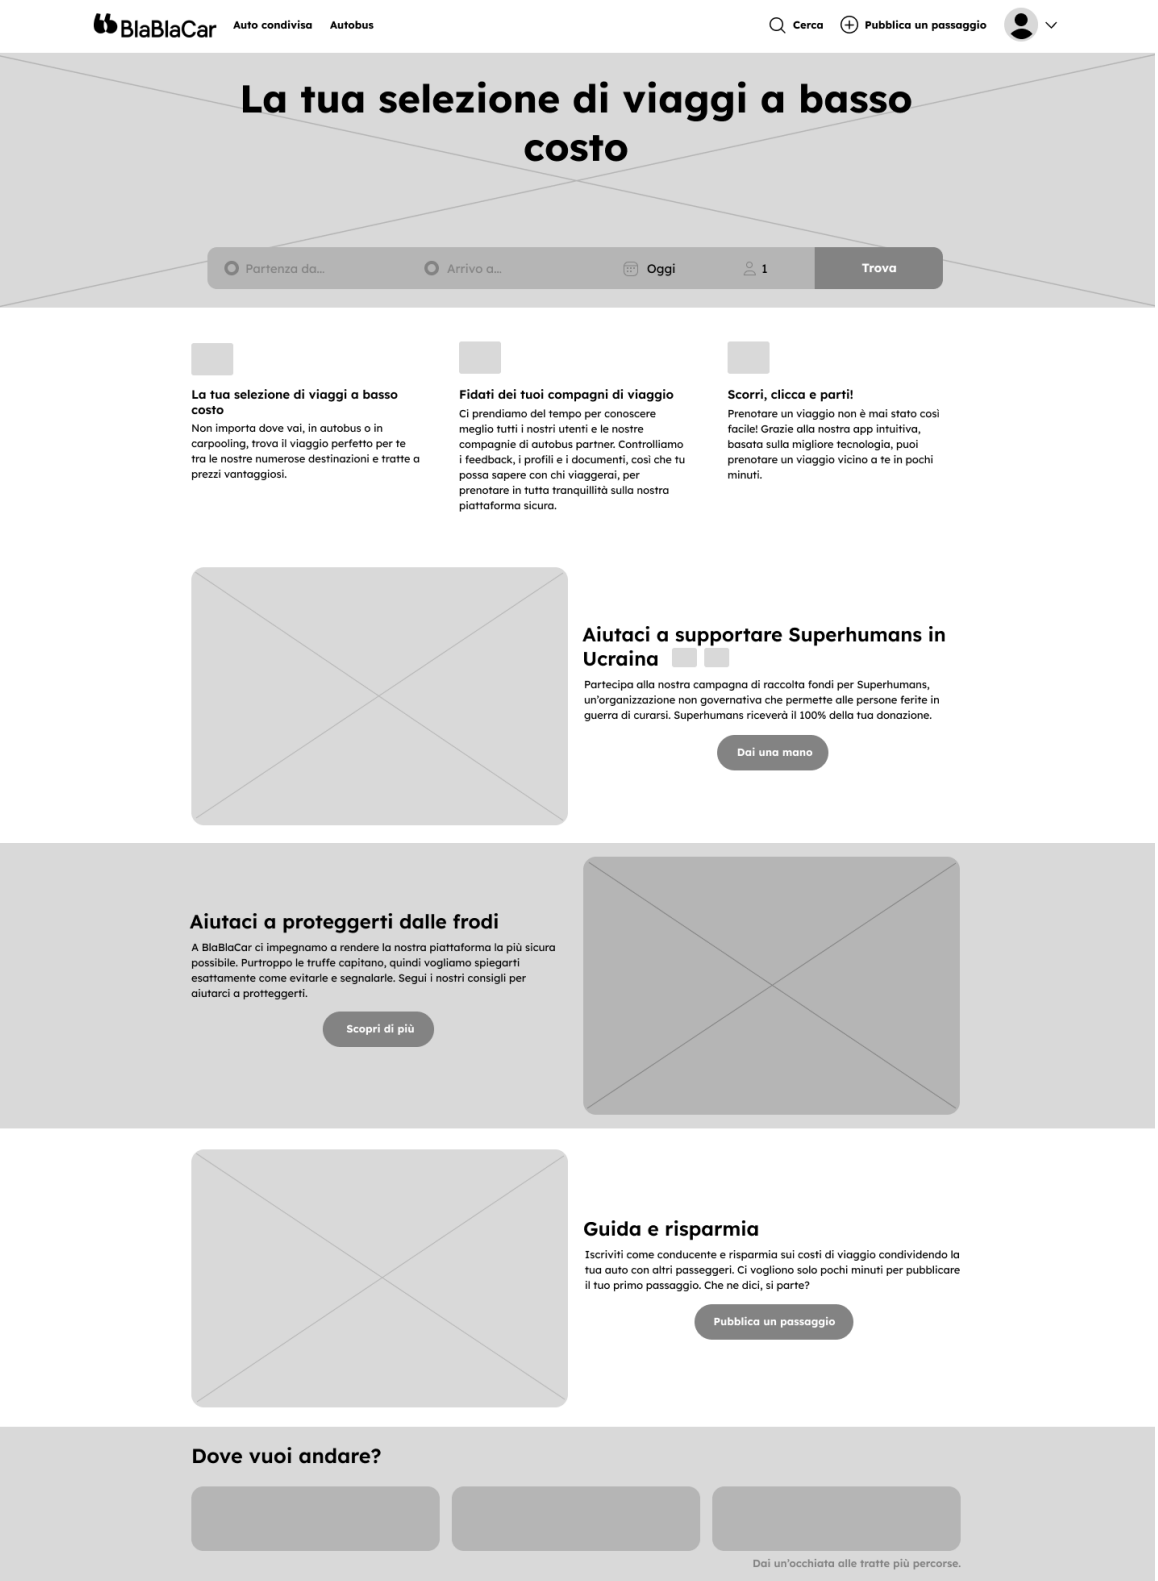 BlaBlaCar Auto condivisa Autobus Cerca Pubblica un passaggio
La tua selezione di viaggi a basso
costo
Partenza da... Arrivo a... Oggi 1 Trova
La tua selezione di viaggi a basso
costo
Non importa dove vai, in autobus o in
carpooling, trova il viaggio perfetto per te
tra le nostre numerose destinazioni e tratte a
prezzi vantaggiosi.
Fidati dei tuoi compagni di viaggio
Ci prendiamo del tempo per conoscere
meglio tutti i nostri utenti e le nostre
compagnie di autobus partner. Controlliamo
i feedback, i profili e i documenti, così che tu
possa sapere con chi viaggerai, per
prenotare in tutta tranquillità sulla nostra
piattaforma sicura.
Scorri, clicca e parti!
Prenotare un viaggio non è mai stato così
facile! Grazie alla nostra app intuitiva,
basata sulla migliore tecnologia, puoi
prenotare un viaggio vicino a te in pochi
minuti.
Aiutaci a supportare Superhumans in
Ucraina
Partecipa alla nostra campagna di raccolta fondi per Superhumans,
un'organizzazione non governativa che permette alle persone ferite in
guerra di curarsi. Superhumans riceverà il 100% della tua donazione.
Dai una mano
Aiutaci a proteggerti dalle frodi
A BlaBlaCar ci impegnamo a rendere la nostra piattaforma la più sicura
possibile. Purtroppo le truffe capitano, quindi vogliamo spiegarti
esattamente come evitarle e segnalarle. Segui i nostri consigli per
aiutarci a protteggerti.
Scopri di più
Guida e risparmia
Iscriviti come conducente e risparmia sui costi di viaggio condividendo la
tua auto con altri passeggeri. Ci vogliono solo pochi minuti per pubblicare
il tuo primo passaggio. Che ne dici, si parte?
Pubblica un passaggio
Dove vuoi andare?
Dai un'occhiata alle tratte più percorse.